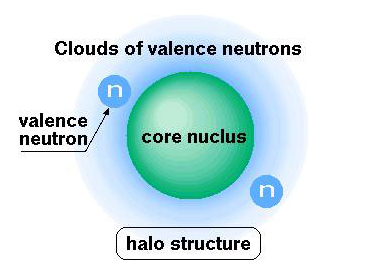 Clouds of valence neutrons
n
valence
neutron
core nuclus
n
halo structure